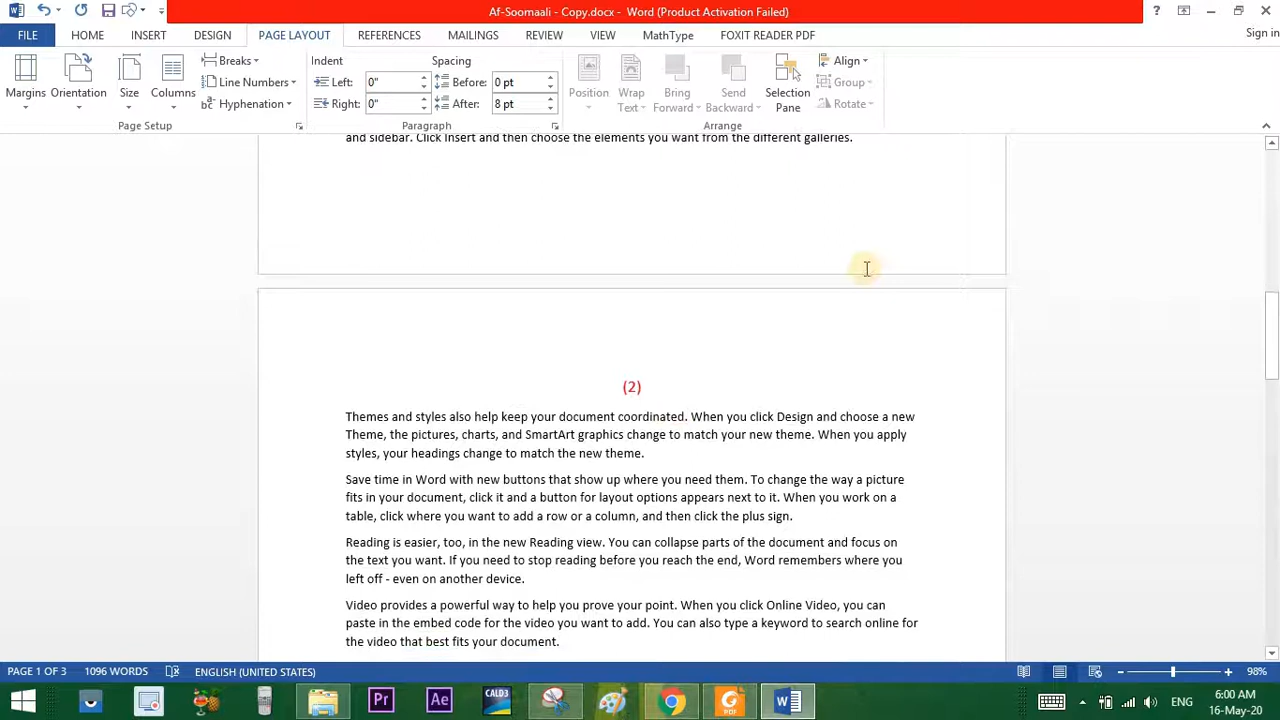 Af-Soomaali - Copy.docx - Word (Product Activation Failed)
? Sign in
FILE HOME INSERT DESIGN PAGE LAYOUT REFERENCES MAILINGS REVIEW VIEW MathType FOXIT READER PDF
Margins Orientation Size Columns
Breaks
Line Numbers
Hyphenation
Page Setup
Indent
Left: 0"
Right: 0"
Spacing
Before: 0 pt
After: 8 pt
Paragraph
Position Wrap Text Bring Forward Send Backward Selection Pane
Align
Group
Rotate
Arrange
and sidebar. Click Insert and then choose the elements you want from the different galleries.
(2)
Themes and styles also help keep your document coordinated. When you click Design and choose a new
Theme, the pictures, charts, and SmartArt graphics change to match your new theme. When you apply
styles, your headings change to match the new theme.
Save time in Word with new buttons that show up where you need them. To change the way a picture
fits in your document, click it and a button for layout options appears next to it. When you work on a
table, click where you want to add a row or a column, and then click the plus sign.
Reading is easier, too, in the new Reading view. You can collapse parts of the document and focus on
the text you want. If you need to stop reading before you reach the end, Word remembers where you
left off - even on another device.
Video provides a powerful way to help you prove your point. When you click Online Video, you can
paste in the embed code for the video you want to add. You can also type a keyword to search online for
the video that best fits your document.
PAGE 1 OF 3 1096 WORDS ENGLISH (UNITED STATES) 98%
Pr Ae CALD3 PDF ENG
6:00 AM
16-May-20